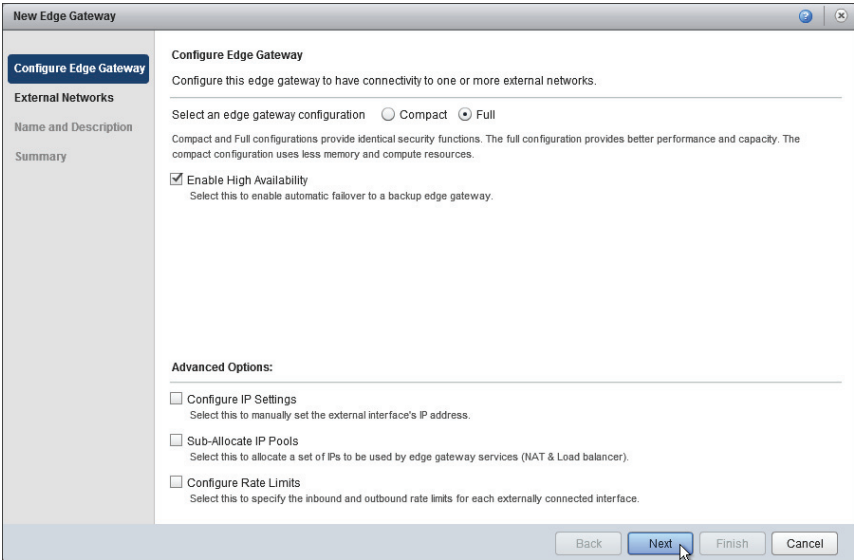 New Edge Gateway
Configure Edge Gateway
External Networks
Name and Description
Summary
Configure Edge Gateway
Configure this edge gateway to have connectivity to one or more external networks.
Select an edge gateway configuration Compact Full
Compact and Full configurations provide identical security functions. The full configuration provides better performance and capacity. The
compact configuration uses less memory and compute resources.
Enable High Availability
Select this to enable automatic failover to a backup edge gateway.
Advanced Options:
Configure IP Settings
Select this to manually set the external interface's IP address.
Sub-Allocate IP Pools
Select this to allocate a set of IPs to be used by edge gateway services (NAT & Load balancer).
Configure Rate Limits
Select this to specify the inbound and outbound rate limits for each externally connected interface.
Back Next Finish Cancel